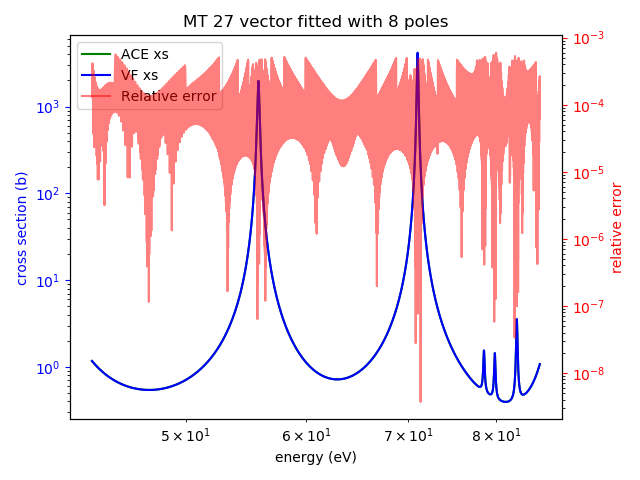 MT 27 vector fitted with 8 poles
ACE xs
VF xs
Relative error
10³
10²
10¹
10⁰
cross section (b)
10⁻³
10⁻⁴
10⁻⁵
10⁻⁶
10⁻⁷
10⁻⁸
relative error
5 × 10¹
6 × 10¹
7 × 10¹
8 × 10¹
energy (eV)